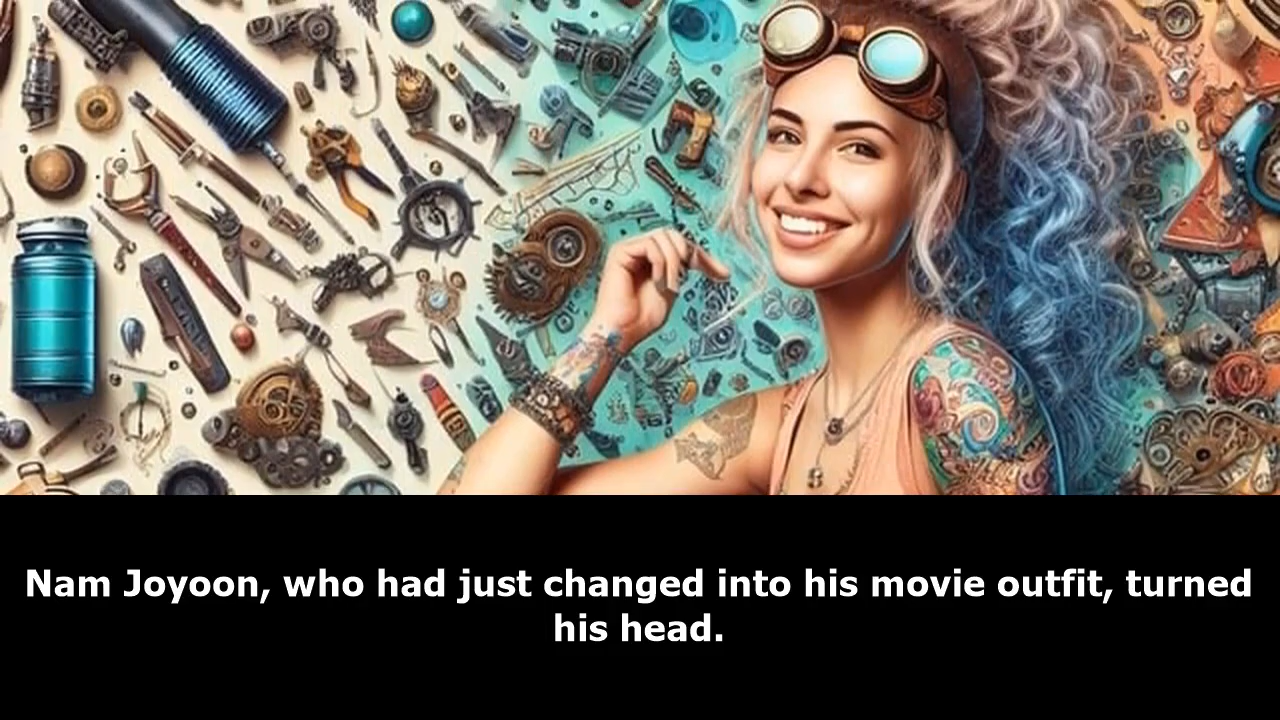 Nam Joyoon, who had just changed into his movie outfit, turned
his head.